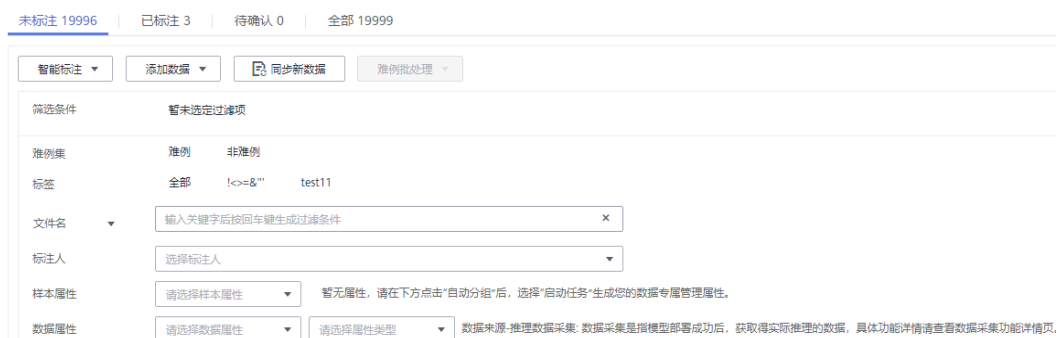 未标注 19996 已标注 3 待确认 0 全部 19999
智能标注 添加数据 同步新数据 难例批处理
筛选条件 暂未选定过滤项
难例集 难例 非难例
标签 全部 !<>=&"' test11
文件名 输入关键字后按回车键生成过滤条件 ×
标注人 选择标注人
样本属性 请选择样本属性 暂无属性，请在下方点击"自动分组"后，选择"启动任务"生成您的数据专属管理属性。
数据属性 请选择数据属性 请选择属性类型 数据来源-推理数据采集: 数据采集是指模型部署成功后，获取得实际推理的数据，具体功能详情请查看数据采集功能详情页。